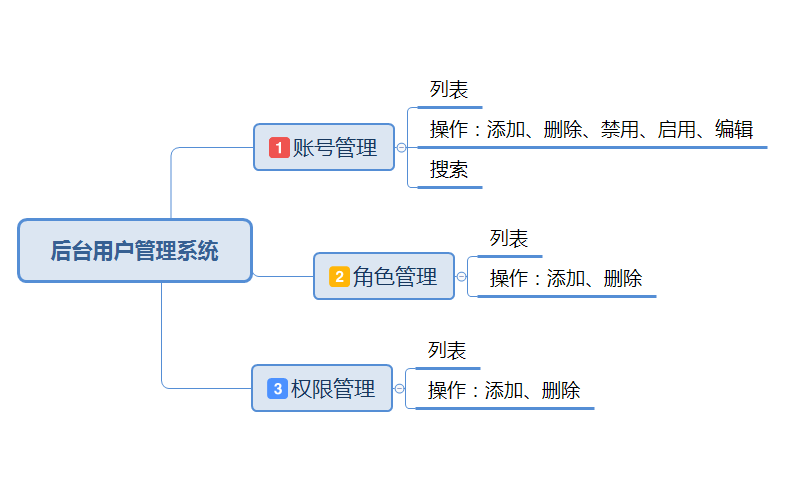 后台用户管理系统
1 账号管理
列表
操作：添加、删除、禁用、启用、编辑
搜索
2 角色管理
列表
操作：添加、删除
3 权限管理
列表
操作：添加、删除